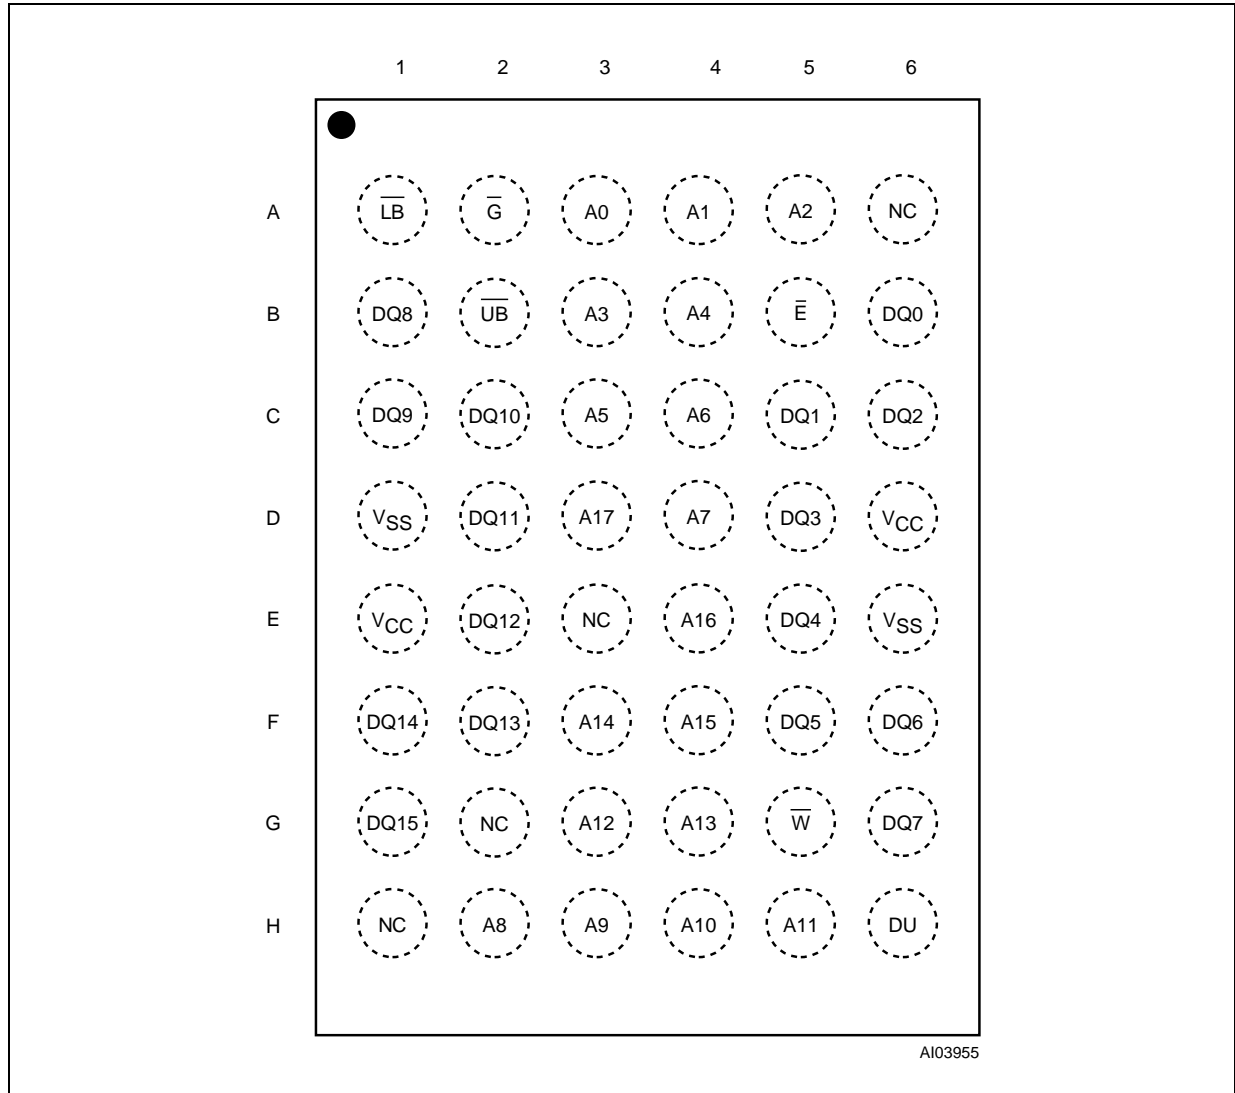 1 2 3 4 5 6
A L̅B̅ G̅ A0 A1 A2 NC
B DQ8 U̅B̅ A3 A4 E̅ DQ0
C DQ9 DQ10 A5 A6 DQ1 DQ2
D VSS DQ11 A17 A7 DQ3 VCC
E VCC DQ12 NC A16 DQ4 VSS
F DQ14 DQ13 A14 A15 DQ5 DQ6
G DQ15 NC A12 A13 W̅ DQ7
H NC A8 A9 A10 A11 DU
AI03955